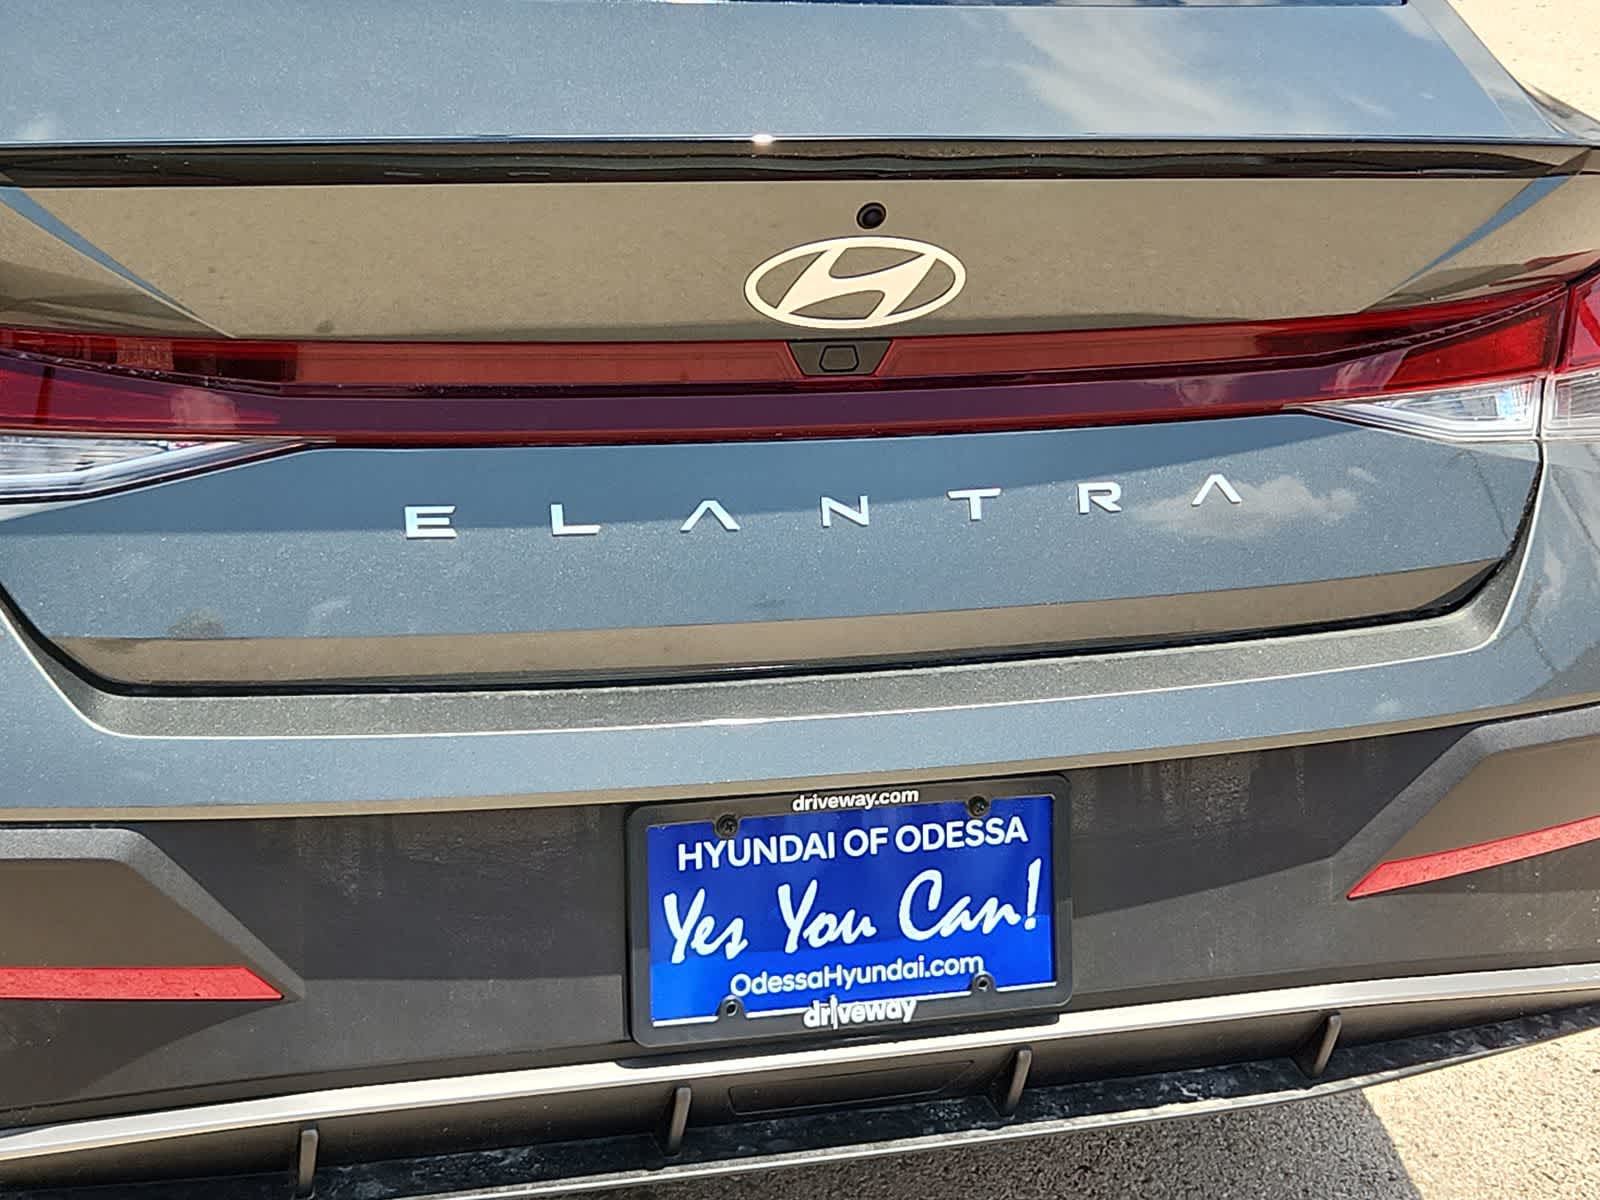 ELANTRA
driveway.com
HYUNDAI OF ODESSA
Yes You Can!
OdessaHyundai.com
driveway